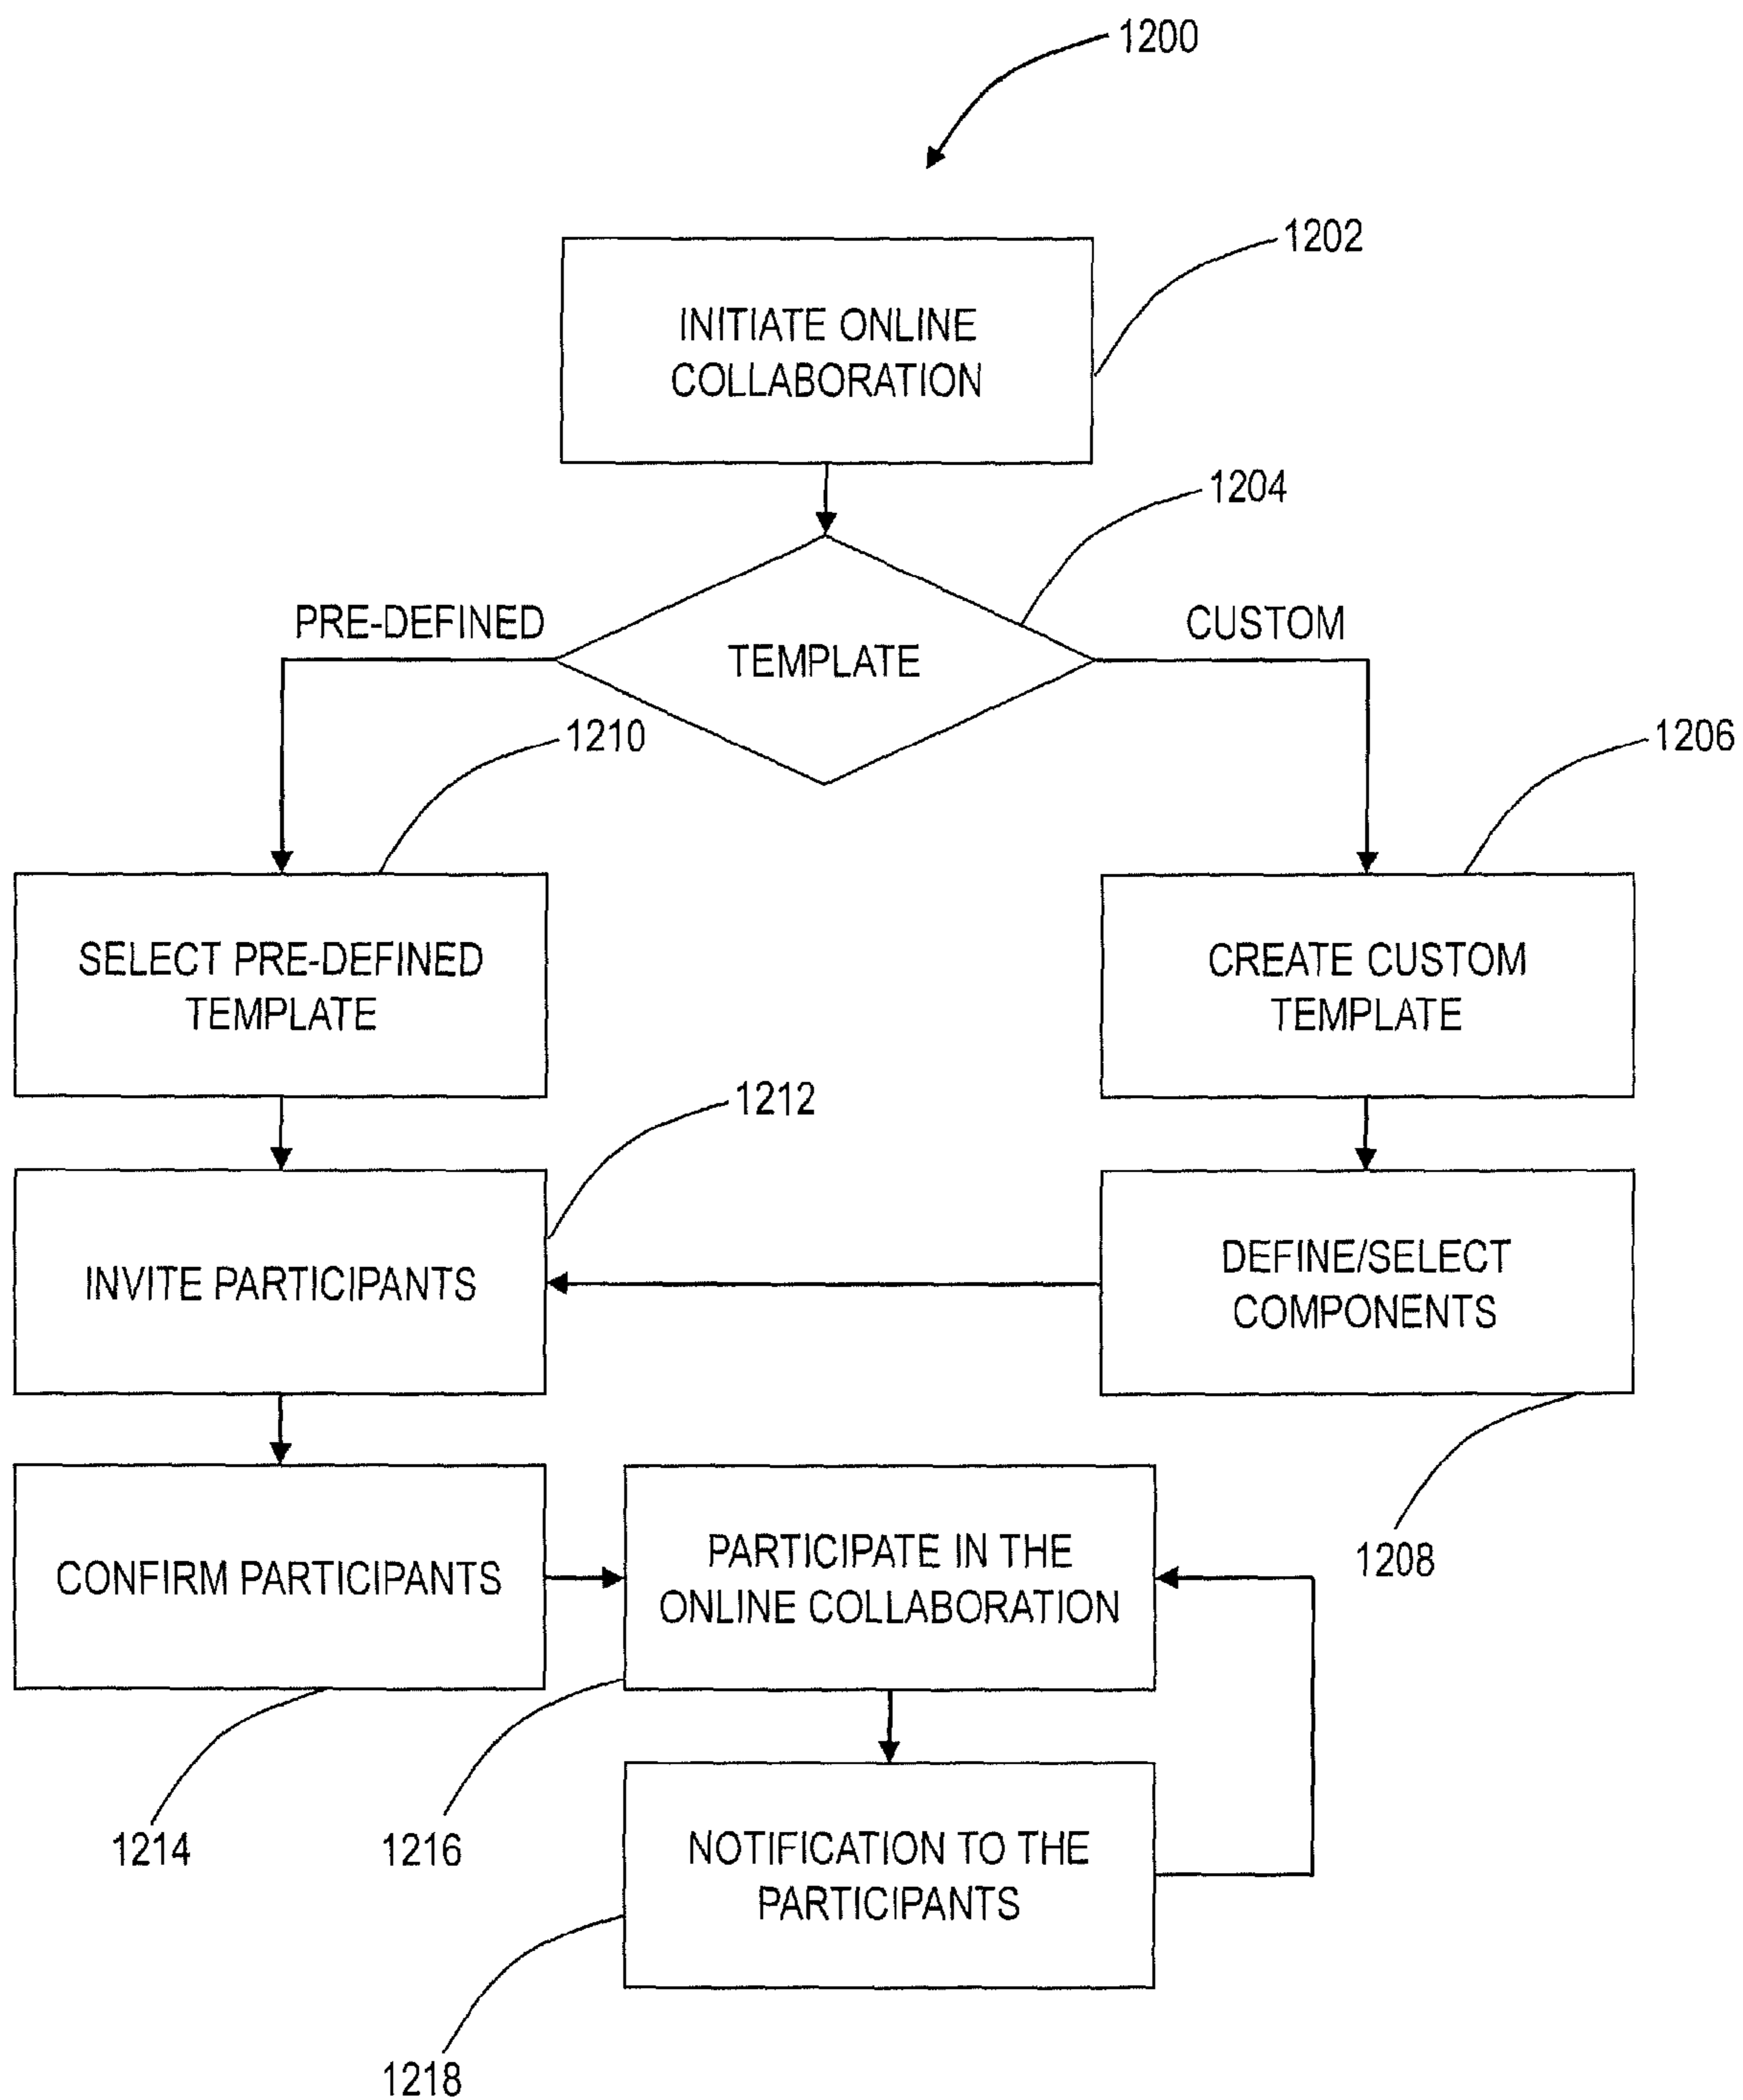 1200
1202
INITIATE ONLINE
COLLABORATION
1204
PRE-DEFINED
CUSTOM
TEMPLATE
1210
1206
SELECT PRE-DEFINED
TEMPLATE
CREATE CUSTOM
TEMPLATE
1212
INVITE PARTICIPANTS
DEFINE/SELECT
COMPONENTS
1208
CONFIRM PARTICIPANTS
PARTICIPATE IN THE
ONLINE COLLABORATION
1214
1216
NOTIFICATION TO THE
PARTICIPANTS
1218